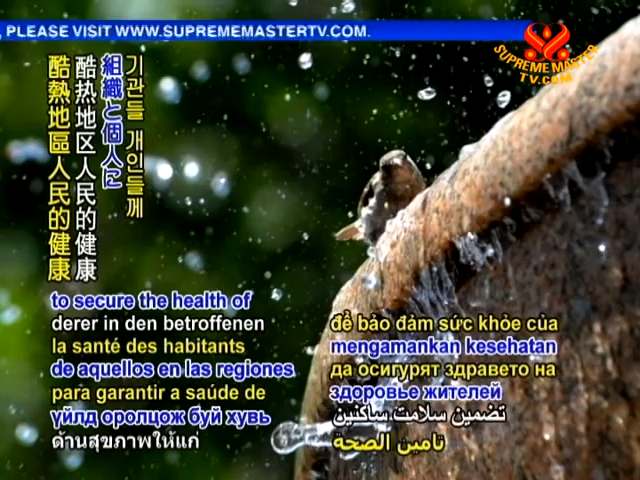 , PLEASE VISIT WWW.SUPREMEMASTERTV.COM.
SUPREME MASTER
TV.COM
기관들 개인들께
組織と個人に
酷热地区人民的健康
酷熱地區人民的健康
to secure the health of
derer in den betroffenen
la santé des habitants
de aquellos en las regiones
para garantir a saúde de
үйлд оролцож буй хувь
ด้านสุขภาพให้แก่
để bảo đảm sức khỏe của
mengamankan kesehatan
да осигурят здравето на
здоровье жителей
تضمین سلامت ساکنین
تامين الصحة